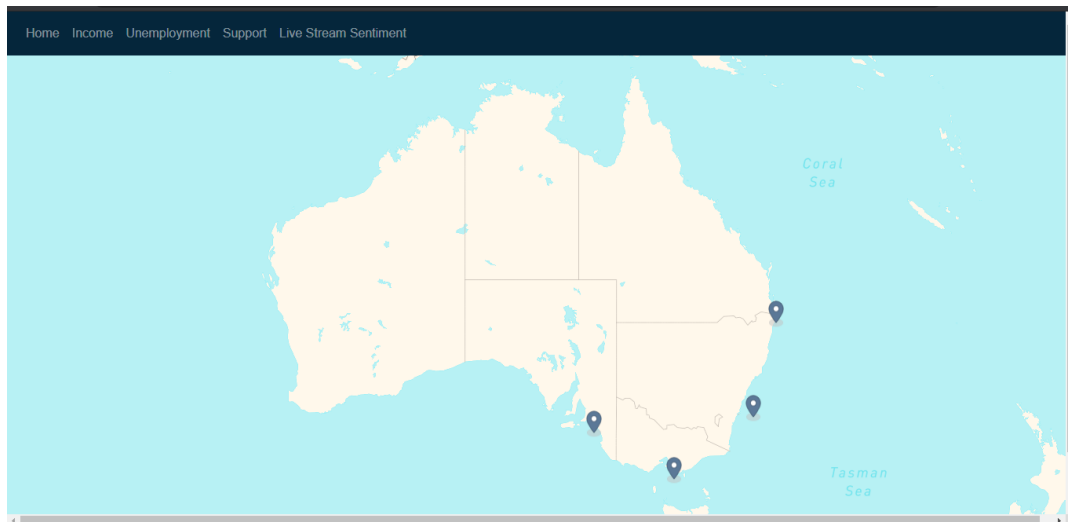 Home Income Unemployment Support Live Stream Sentiment
Coral
Sea
Tasman
Sea